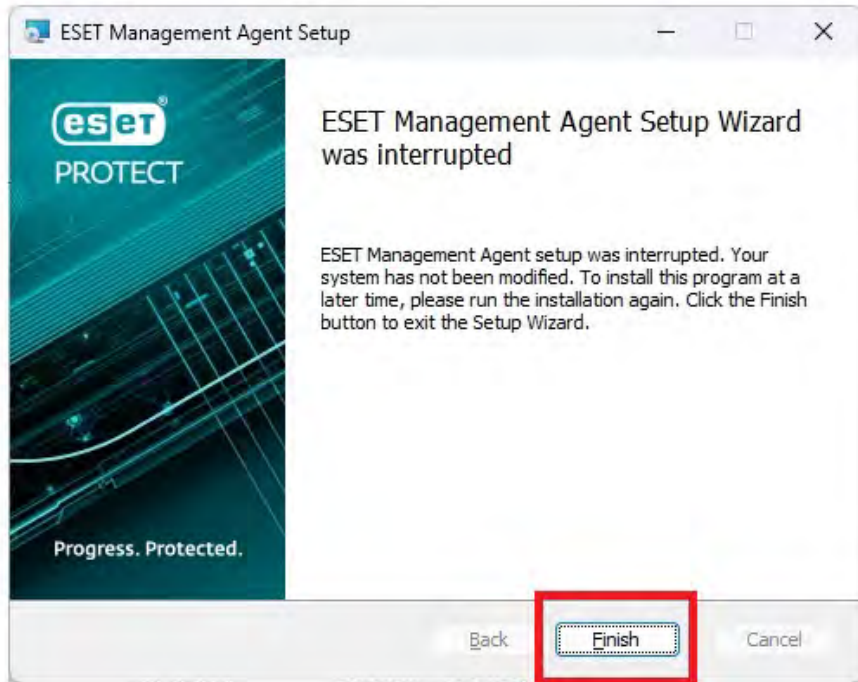 ESET Management Agent Setup
eset®
PROTECT
ESET Management Agent Setup Wizard
was interrupted
ESET Management Agent setup was interrupted. Your
system has not been modified. To install this program at a
later time, please run the installation again. Click the Finish
button to exit the Setup Wizard.
Progress. Protected.
Back Finish Cancel